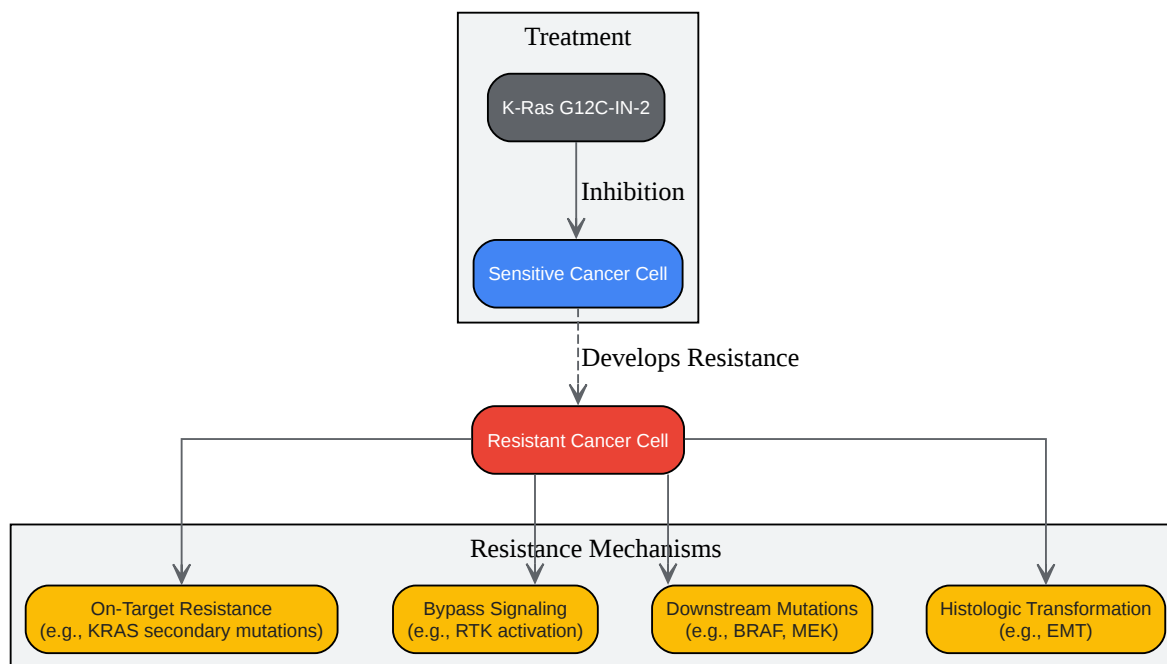 Treatment
K-Ras G12C-IN-2
Inhibition
Sensitive Cancer Cell
Develops Resistance
Resistant Cancer Cell
Resistance Mechanisms
On-Target Resistance
(e.g., KRAS secondary mutations)
Bypass Signaling
(e.g., RTK activation)
Downstream Mutations
(e.g., BRAF, MEK)
Histologic Transformation
(e.g., EMT)